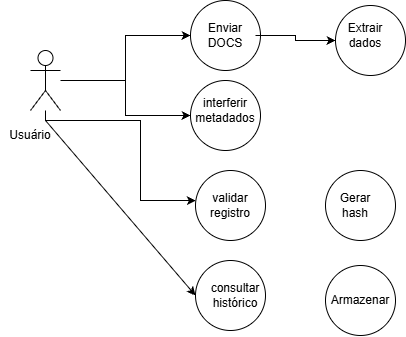 Enviar
DOCS
Extrair
dados
interferir
metadados
Usuário
validar
registro
Gerar
hash
consultar
histórico
Armazenar